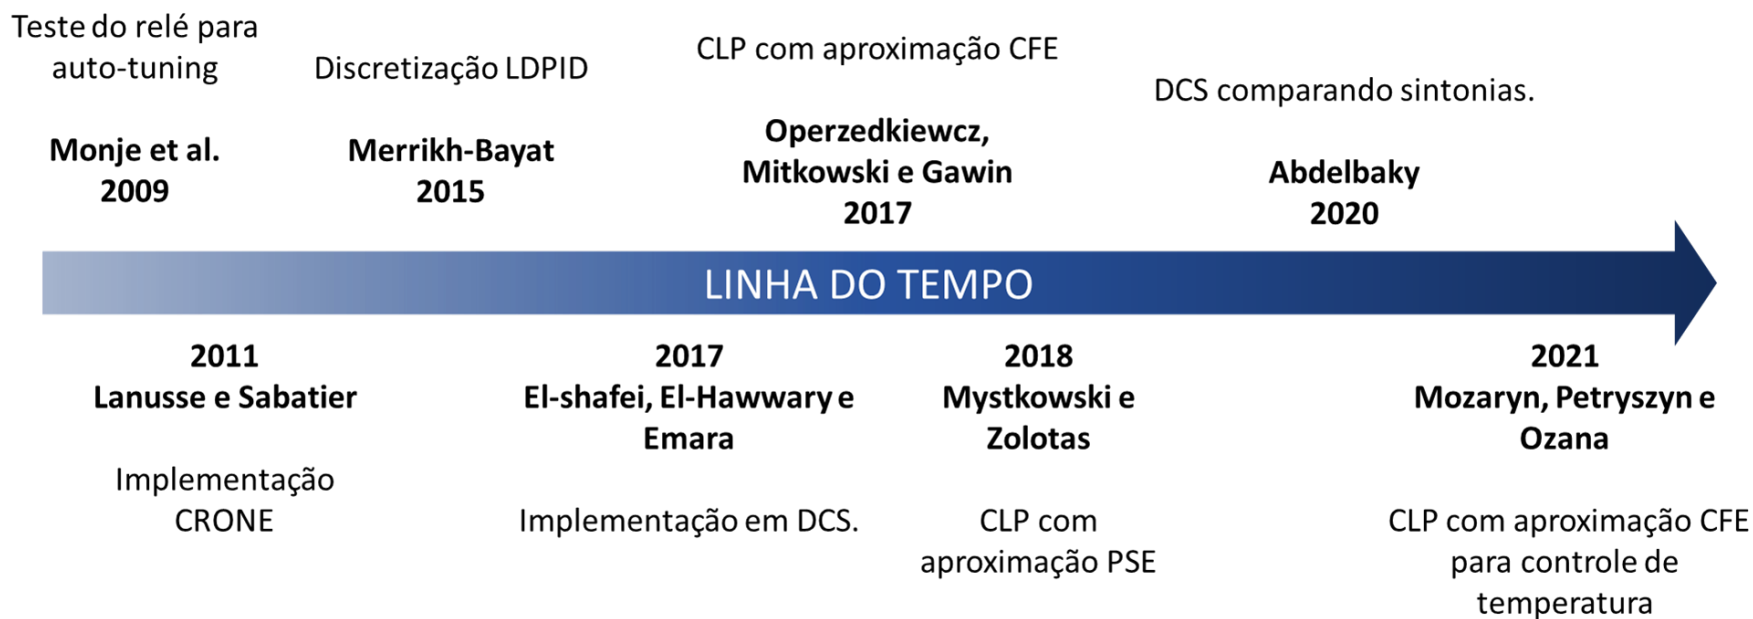 Teste do relé para
auto-tuning
Monje et al.
2009
Discretização LDPID
Merrikh-Bayat
2015
CLP com aproximação CFE
Operzedkiewcz,
Mitkowski e Gawin
2017
DCS comparando sintonias.
Abdelbaky
2020
LINHA DO TEMPO
2011
Lanusse e Sabatier
Implementação
CRONE
2017
El-shafei, El-Hawwary e
Emara
Implementação em DCS.
2018
Mystkowski e
Zolotas
CLP com
aproximação PSE
2021
Mozaryn, Petryszyn e
Ozana
CLP com aproximação CFE
para controle de
temperatura